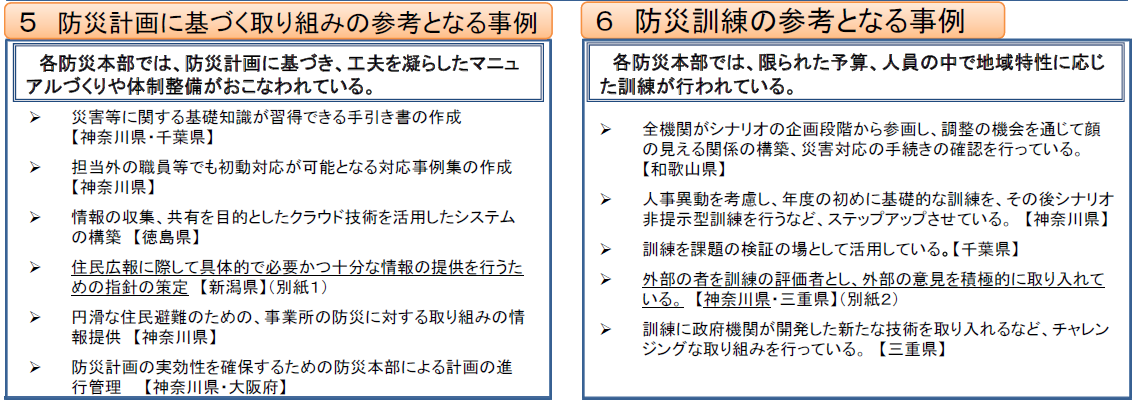 5 防災計画に基づく取り組みの参考となる事例
各防災本部では、防災計画に基づき、工夫を凝らしたマニュ
アルづくりや体制整備がおこなわれている。
➢ 災害等に関する基礎知識が習得できる手引き書の作成
【神奈川県・千葉県】
➢ 担当外の職員等でも初動対応が可能となる対応事例集の作成
【神奈川県】
➢ 情報の収集、共有を目的としたクラウド技術を活用したシステム
の構築 【徳島県】
➢ 住民広報に際して具体的で必要かつ十分な情報の提供を行うた
めの指針の策定 【新潟県】(別紙1)
➢ 円滑な住民避難のための、事業所の防災に対する取り組みの情
報提供 【神奈川県】
➢ 防災計画の実効性を確保するための防災本部による計画の進
行管理 【神奈川県・大阪府】
6 防災訓練の参考となる事例
各防災本部では、限られた予算、人員の中で地域特性に応じ
た訓練が行われている。
➢ 全機関がシナリオの企画段階から参画し、調整の機会を通じて顔
の見える関係の構築、災害対応の手続きの確認を行っている。
【和歌山県】
➢ 人事異動を考慮し、年度の初めに基礎的な訓練を、その後シナリオ
非提示型訓練を行うなど、ステップアップさせている。 【神奈川県】
➢ 訓練を課題の検証の場として活用している。【千葉県】
➢ 外部の者を訓練の評価者とし、外部の意見を積極的に取り入れて
いる。 【神奈川県・三重県】(別紙2)
➢ 訓練に政府機関が開発した新たな技術を取り入れるなど、チャレン
ジングな取り組みを行っている。 【三重県】